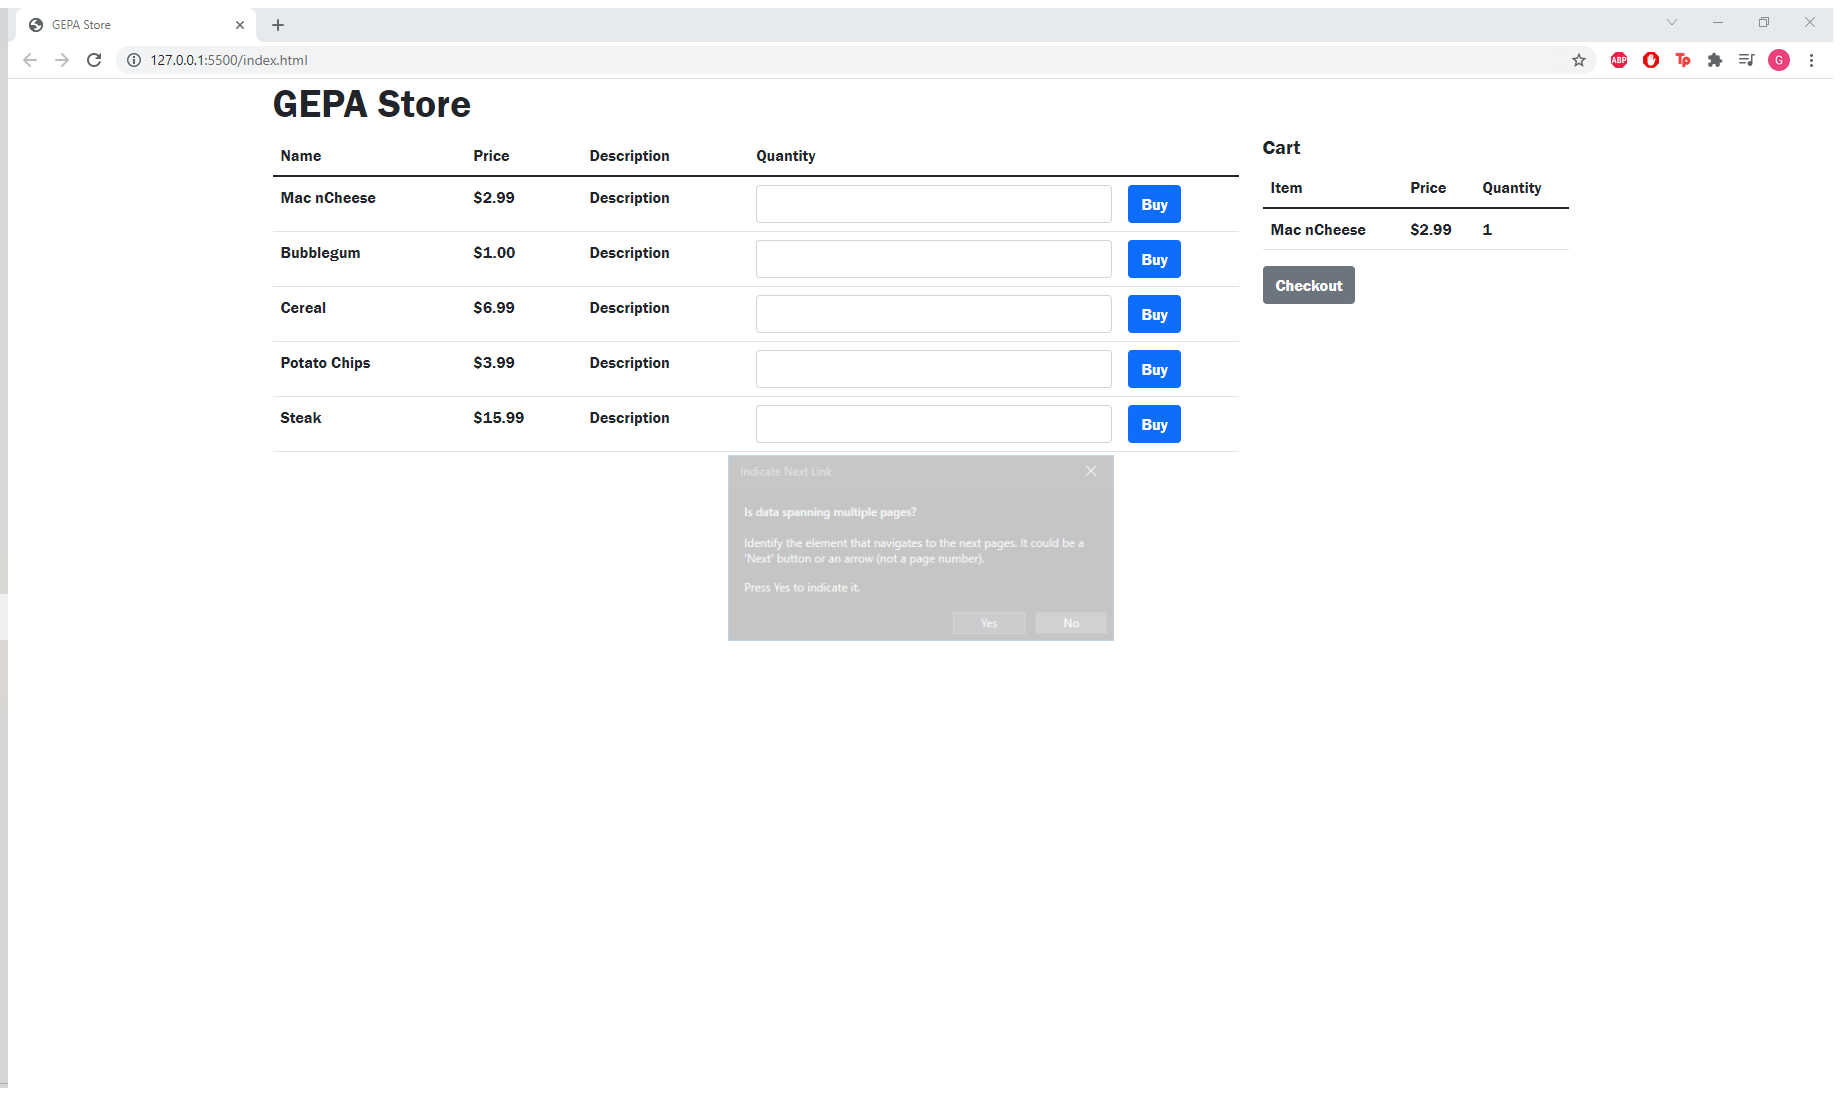 GEPA Store
127.0.0.1:5500/index.html
ABP
Tp
G
GEPA Store
Name Price Description Quantity
Mac nCheese $2.99 Description Buy
Bubblegum $1.00 Description Buy
Cereal $6.99 Description Buy
Potato Chips $3.99 Description Buy
Steak $15.99 Description Buy
Cart
Item Price Quantity
Mac nCheese $2.99 1
Checkout
Indicate Next Link
Is data spanning multiple pages?
Identify the element that navigates to the next pages. It could be a
'Next' button or an arrow (not a page number).
Press Yes to indicate it.
Yes No